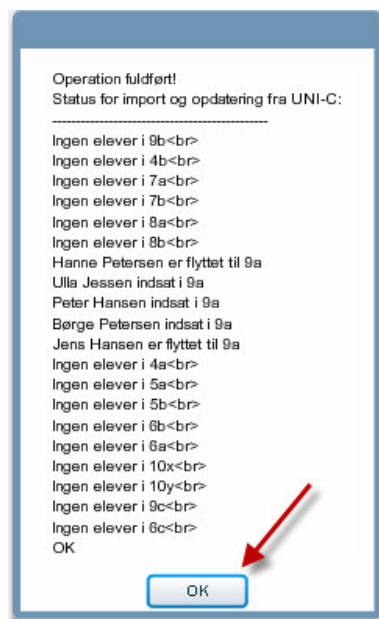 Operation fuldført!
Status for import og opdatering fra UNI-C:
----------------------------------------------
Ingen elever i 9b<br>
Ingen elever i 4b<br>
Ingen elever i 7a<br>
Ingen elever i 7b<br>
Ingen elever i 8a<br>
Ingen elever i 8b<br>
Hanne Petersen er flyttet til 9a
Ulla Jessen indsat i 9a
Peter Hansen indsat i 9a
Børge Petersen indsat i 9a
Jens Hansen er flyttet til 9a
Ingen elever i 4a<br>
Ingen elever i 5a<br>
Ingen elever i 5b<br>
Ingen elever i 6b<br>
Ingen elever i 6a<br>
Ingen elever i 10x<br>
Ingen elever i 10y<br>
Ingen elever i 9c<br>
Ingen elever i 6c<br>
OK
OK